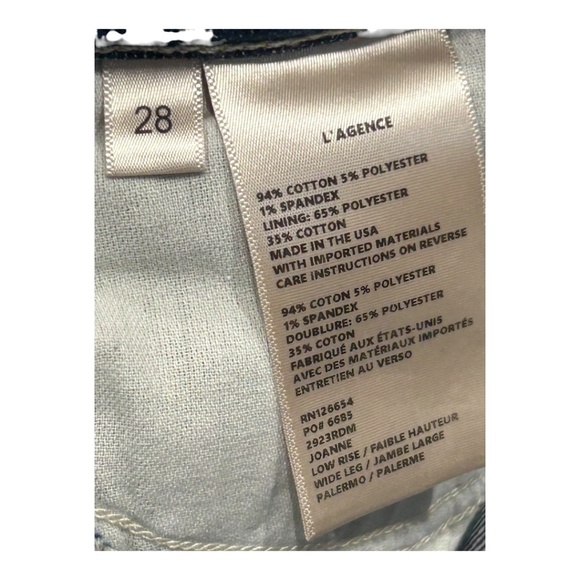 28
L'AGENCE
94% COTTON 5% POLYESTER
1% SPANDEX
LINING: 65% POLYESTER
35% COTTON
MADE IN THE USA
WITH IMPORTED MATERIALS
CARE INSTRUCTIONS ON REVERSE
94% COTON 5% POLYESTER
1% SPANDEX
DOUBLURE: 65% POLYESTER
35% COTON
FABRIQUÉ AUX ÉTATS-UNIS
AVEC DES MATÉRIAUX IMPORTÉS
ENTRETIEN AU VERSO
RN126654
PO# 6685
2923RDM
JOANNE
LOW RISE / FAIBLE HAUTEUR
WIDE LEG / JAMBE LARGE
PALERMO / PALERME